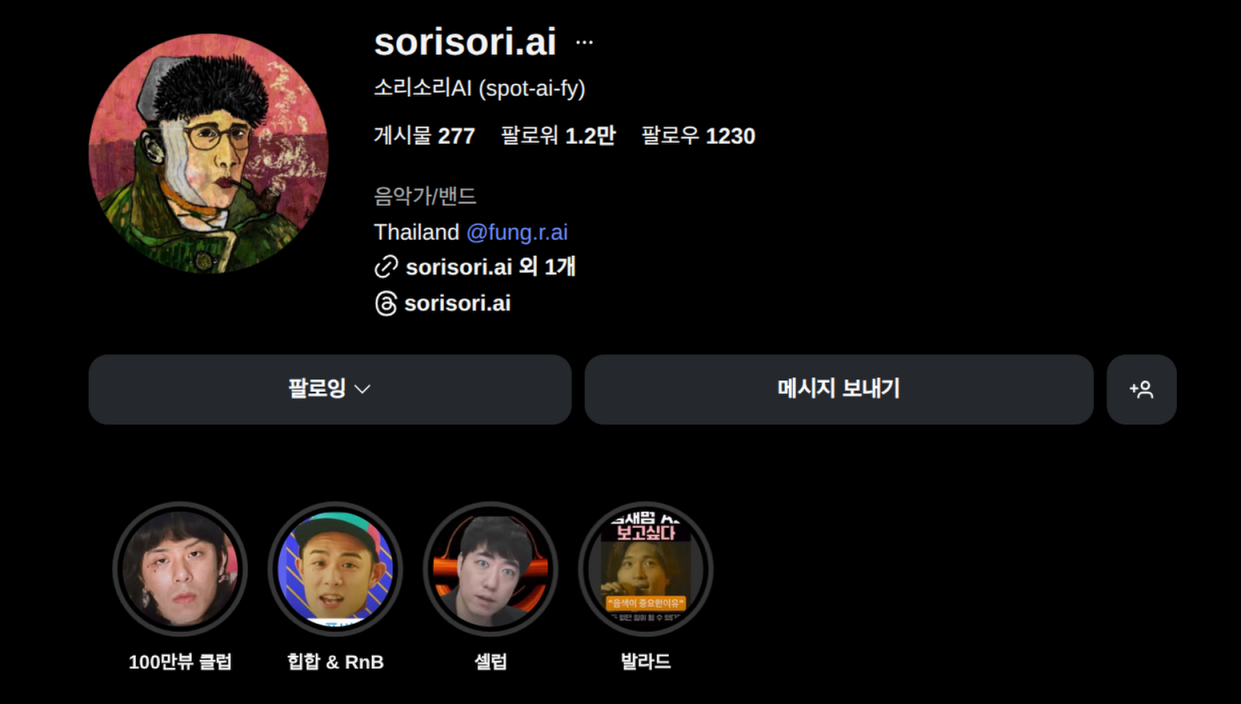 sorisori.ai ...
소리소리AI (spot-ai-fy)
게시물 277 팔로워 1.2만 팔로우 1230
음악가/밴드
Thailand @fung.r.ai
sorisori.ai 외 1개
sorisori.ai
팔로잉 메시지 보내기
보고싶다
"음색이 중요한이유"
100만뷰 클럽 힙합 & RnB 셀럽 발라드